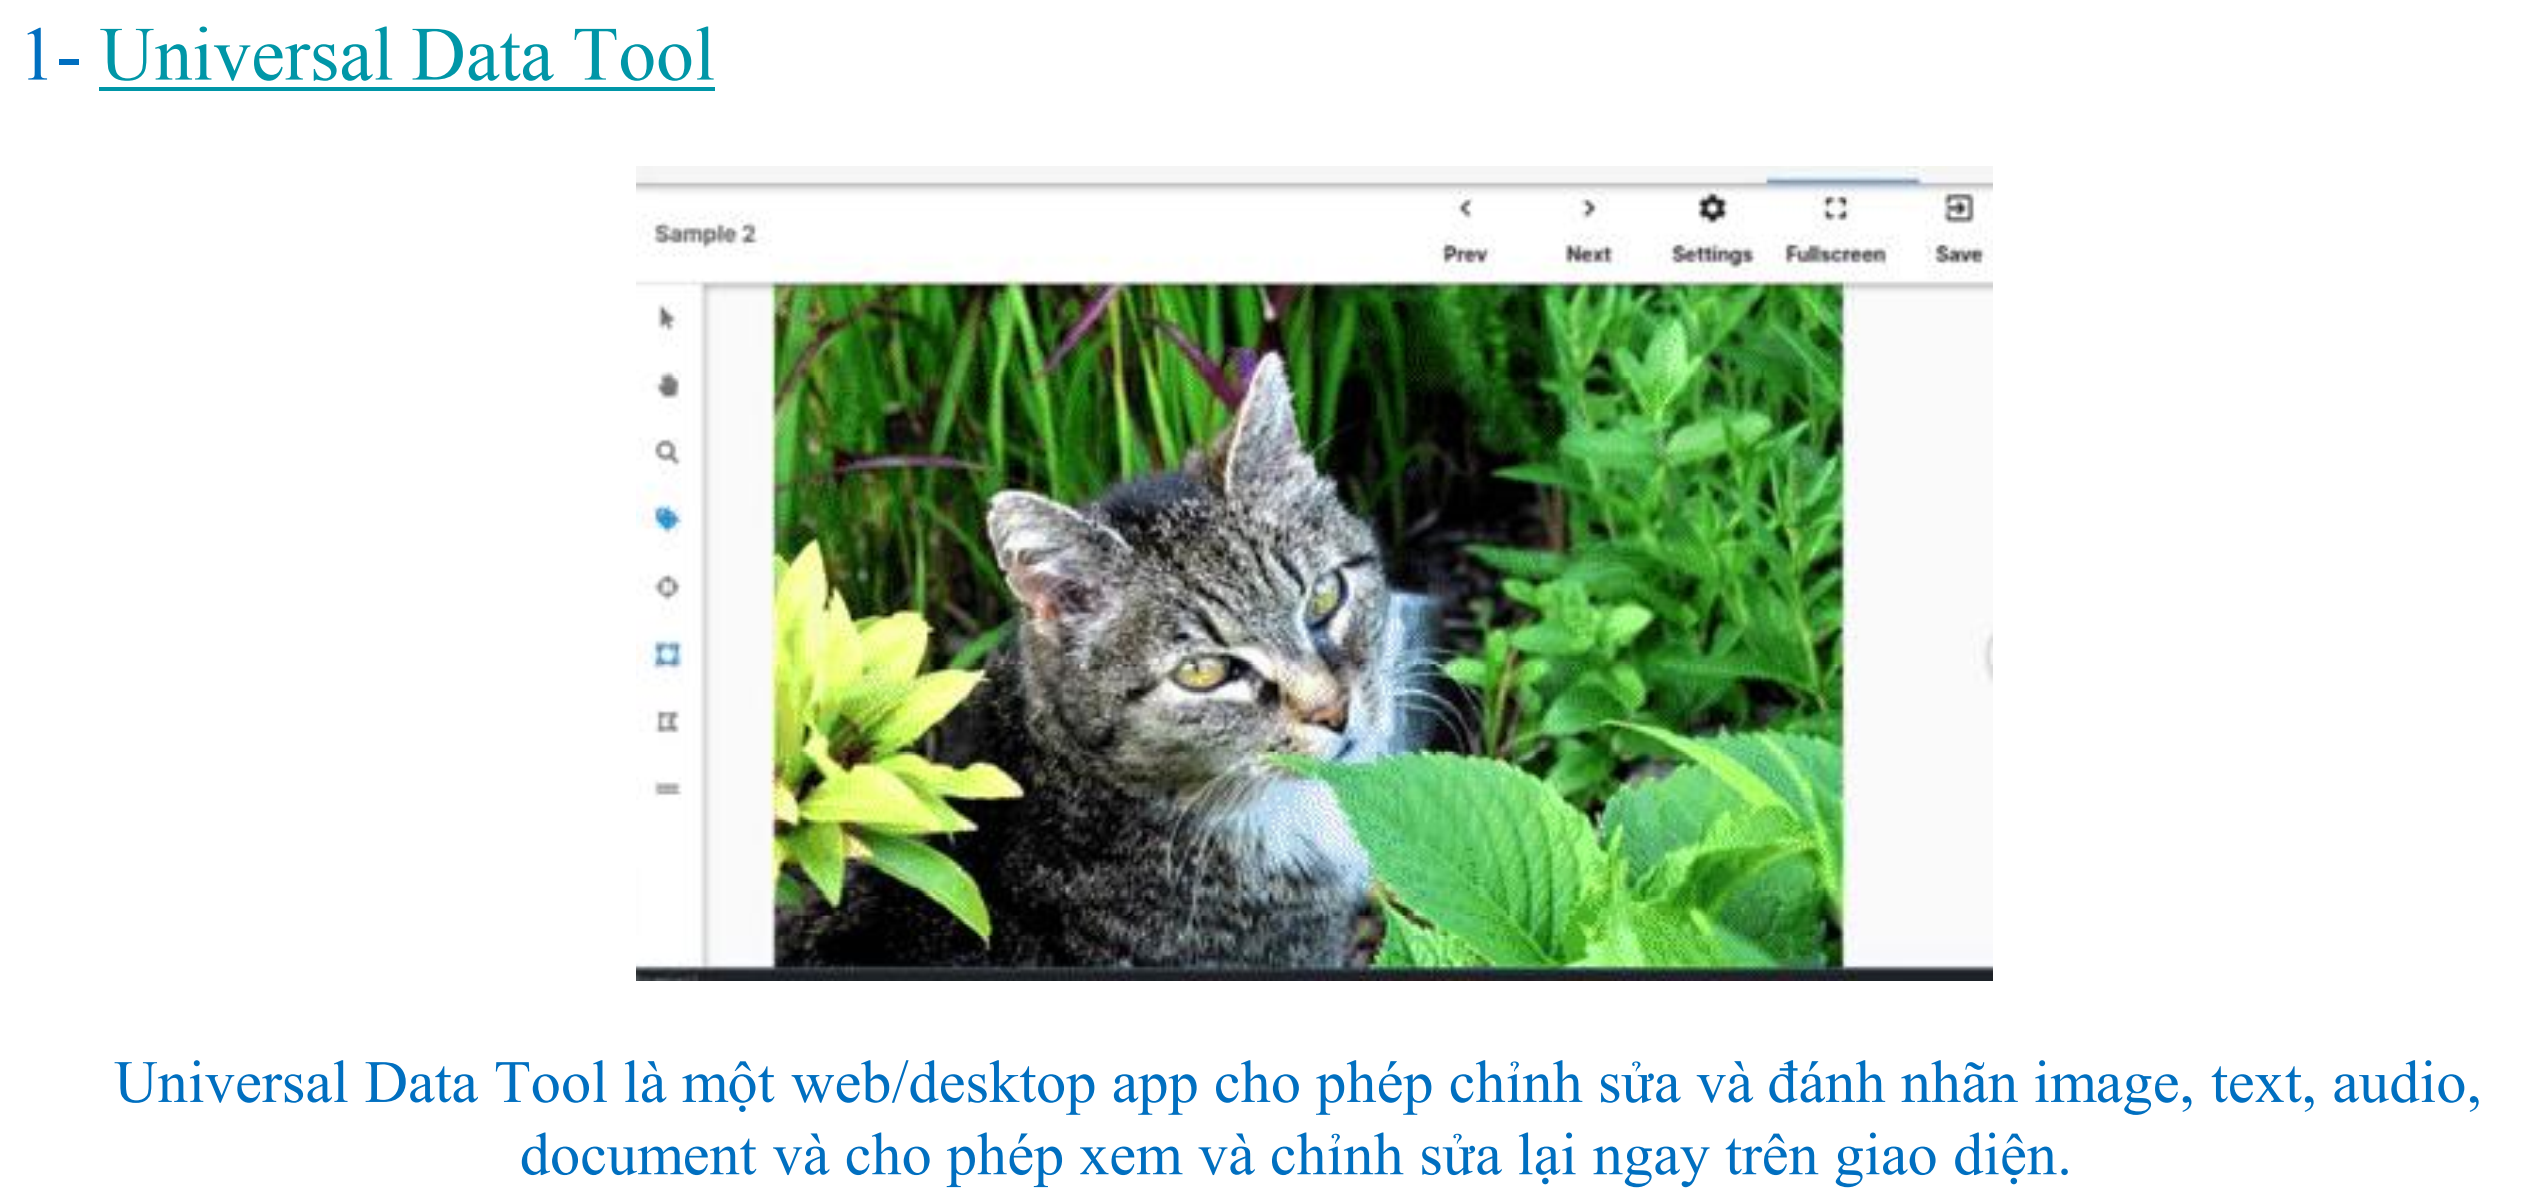 1- Universal Data Tool
Sample 2
Prev Next Settings Fullscreen Save
Universal Data Tool là một web/desktop app cho phép chỉnh sửa và đánh nhãn image, text, audio,
document và cho phép xem và chỉnh sửa lại ngay trên giao diện.